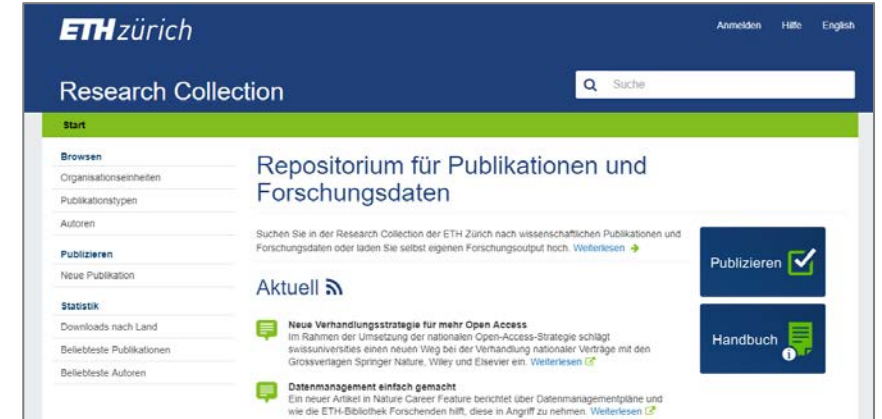 ETH zürich
Anmelden Hilfe English
Research Collection
Suche
Start
Browsen
Organisationseinheiten
Publikationstypen
Autoren
Publizieren
Neue Publikation
Statistik
Downloads nach Land
Beliebteste Publikationen
Beliebteste Autoren
Repositorium für Publikationen und
Forschungsdaten
Suchen Sie in der Research Collection der ETH Zürich nach wissenschaftlichen Publikationen und
Forschungsdaten oder laden Sie selbst eigenen Forschungsoutput hoch. Weiterlesen
Aktuell
Neue Verhandlungsstrategie für mehr Open Access
Im Rahmen der Umsetzung der nationalen Open-Access-Strategie schlägt
swissuniversities einen neuen Weg bei der Verhandlung nationaler Verträge mit den
Grossverlagen Springer Nature, Wiley und Elsevier ein. Weiterlesen
Datenmanagement einfach gemacht
Ein neuer Artikel in Nature Career Feature berichtet über Datenmanagementpläne und
wie die ETH-Bibliothek Forschenden hilft, diese in Angriff zu nehmen. Weiterlesen
Publizieren
Handbuch